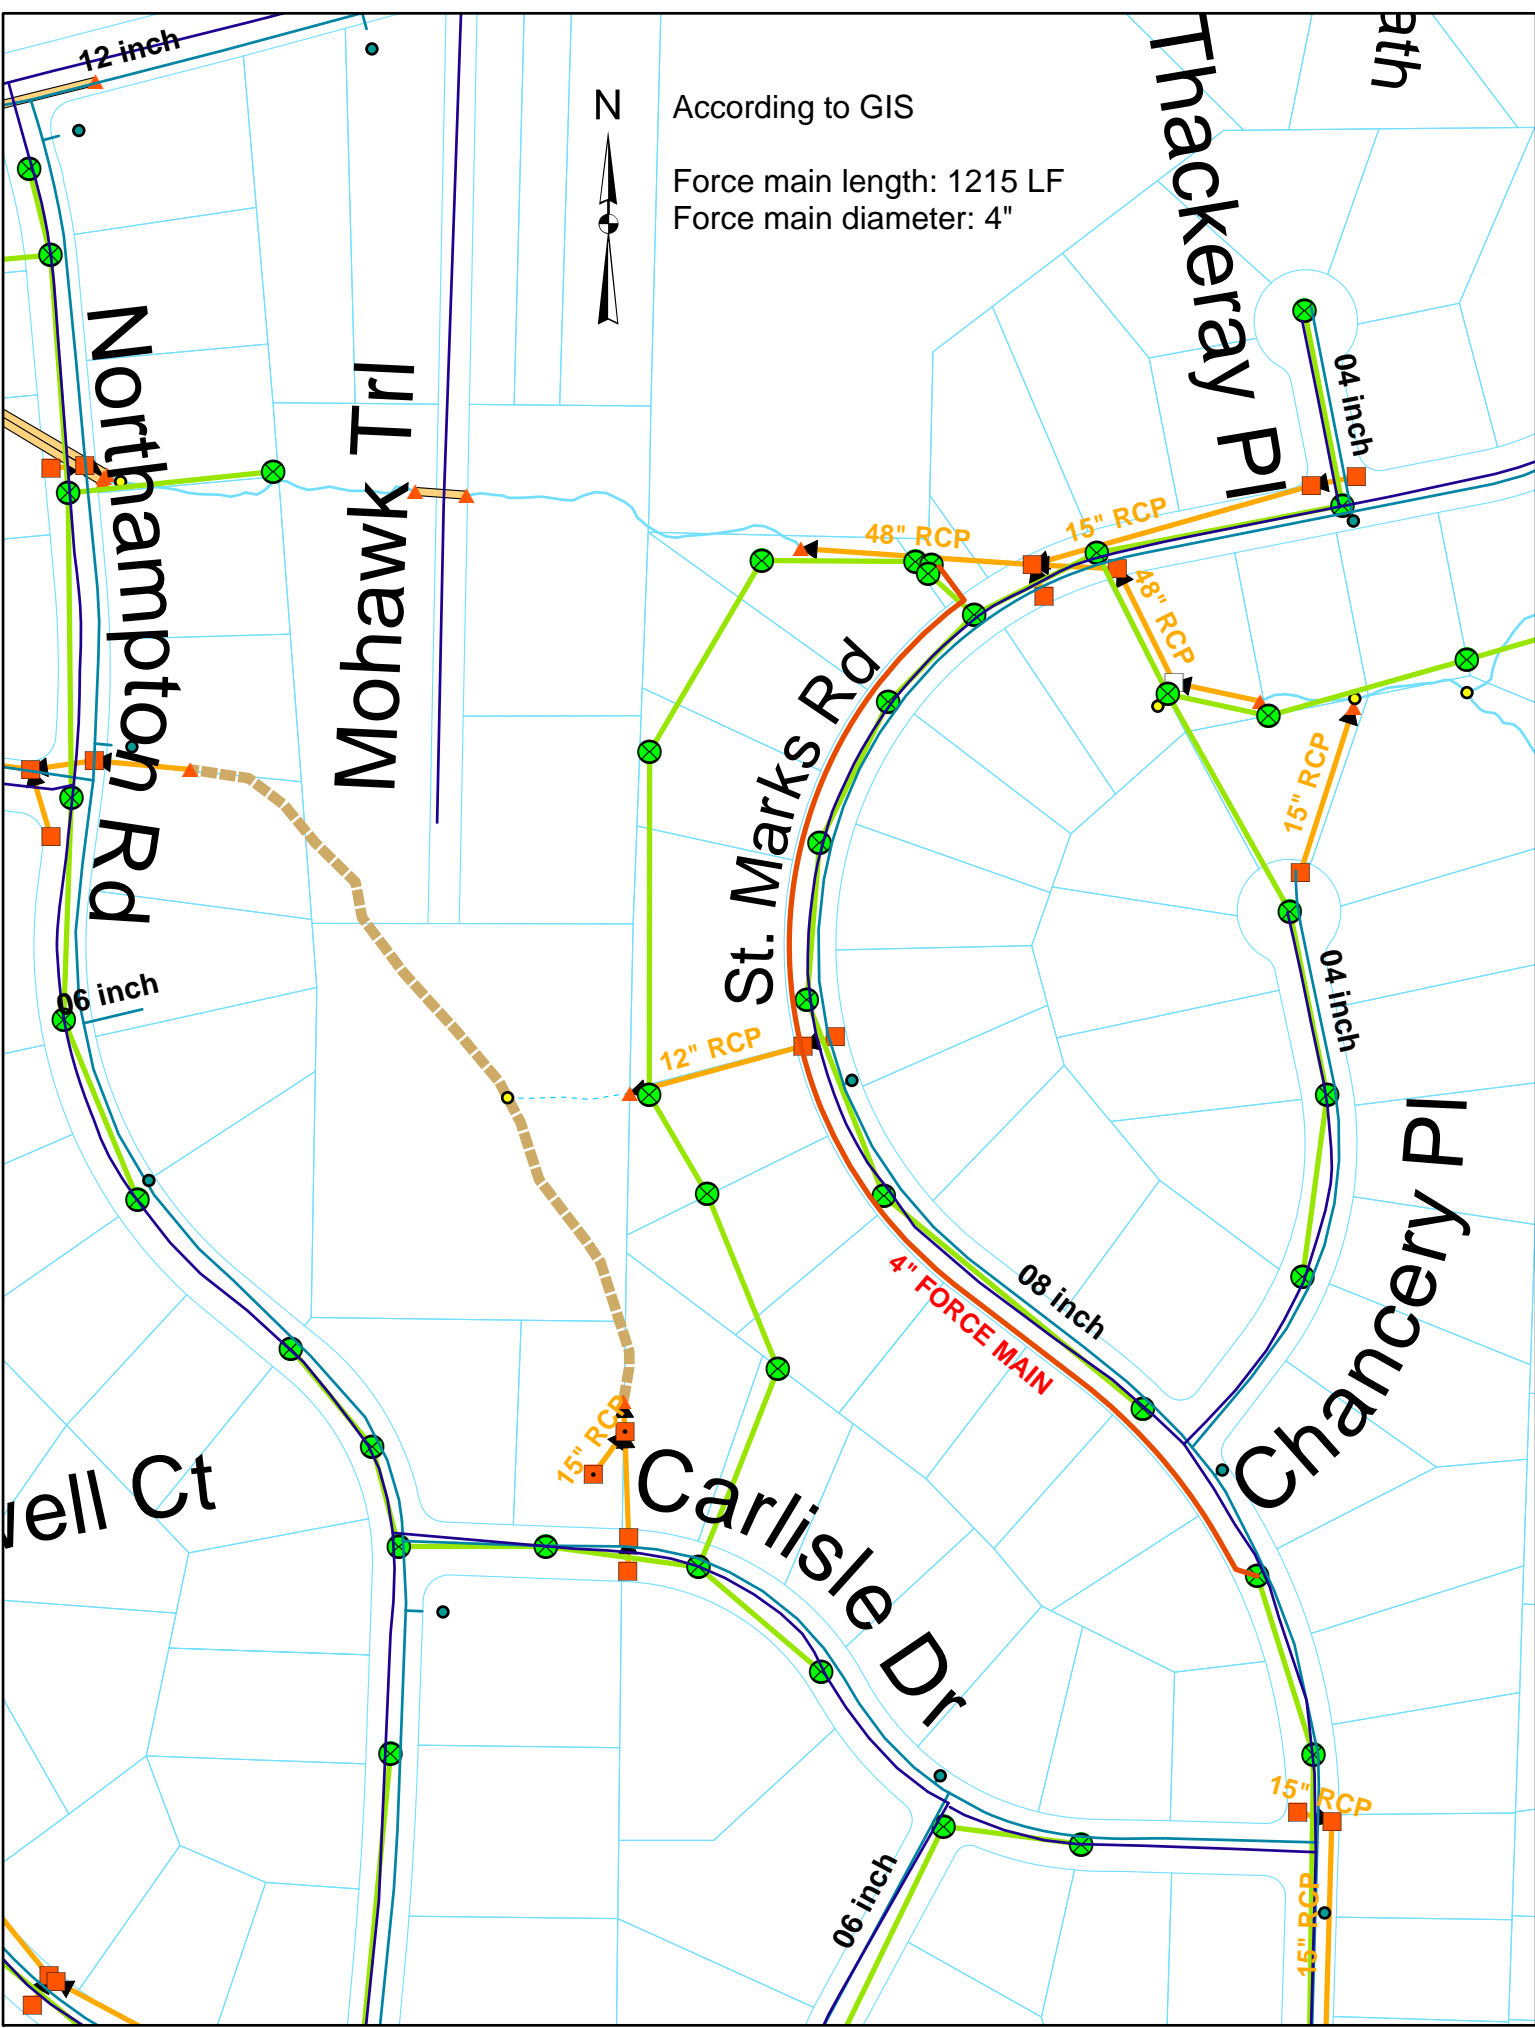 12 inch
N
According to GIS
Force main length: 1215 LF
Force main diameter: 4"
Thackeray Pl
ath
04 inch
Northampton Rd
Mohawk Trl
48" RCP
15" RCP
48" RCP
St. Marks Rd
15" RCP
06 inch
12" RCP
04 inch
Chancery Pl
4" FORCE MAIN
08 inch
15" RCP
Carlisle Dr
well Ct
15" RCP
06 inch
15" RCP